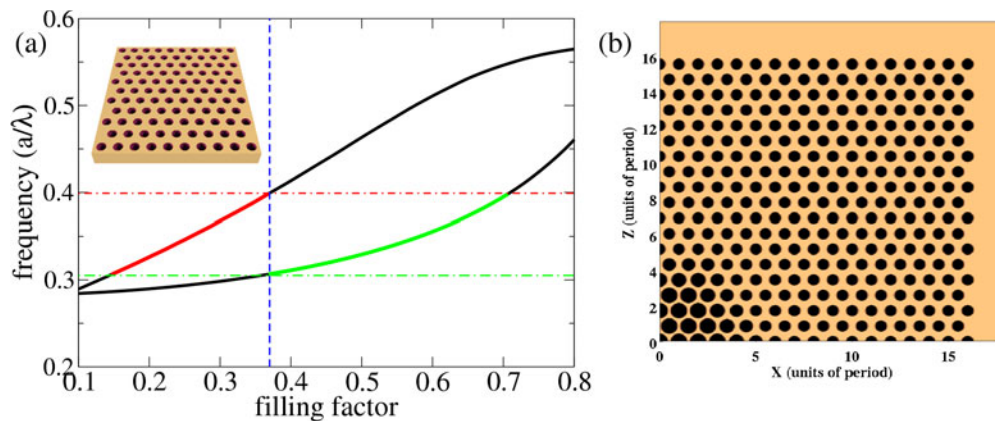 (a)
0.6
0.5
0.4
0.3
0.2
frequency (a/λ)
0.1 0.2 0.3 0.4 0.5 0.6 0.7 0.8
filling factor
(b)
16
14
12
10
8
6
4
2
0
Z (units of period)
0 5 10 15
X (units of period)